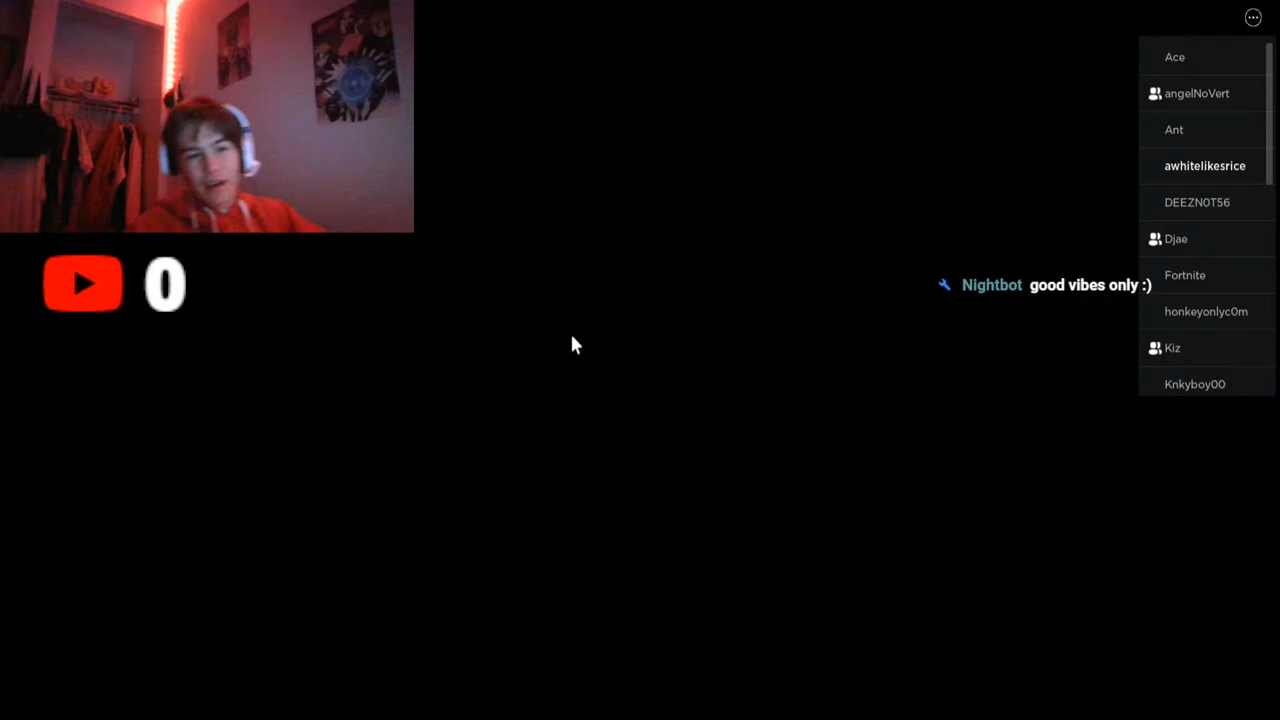 Ace
angelNoVert
Ant
awhitelikesrice
DEEZN0T56
Djae
0
Nightbot good vibes only :)
Fortnite
honkeyonlyc0m
Kiz
Knkyboy00